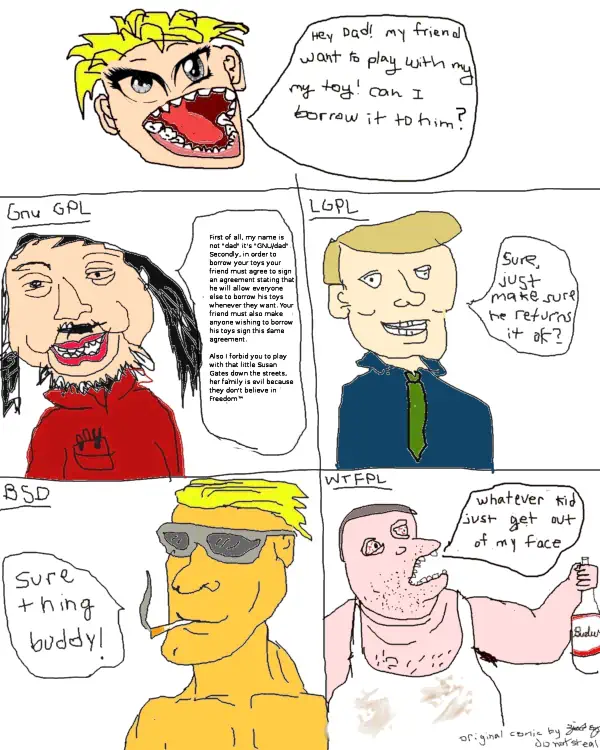 Hey Dad! my friend
want to play with my
my toy! can I
borrow it to him?
Gnu GPL
First of all, my name is
not "dad" it's "GNU/dad"
Secondly, in order to
borrow your toys your
friend must agree to sign
an agreement stating that
he will allow everyone
else to borrow his toys
whenever they want. Your
friend must also make
anyone wishing to borrow
his toys sign this same
agreement.
Also I forbid you to play
with that little Susan
Gates down the streets,
her family is evil because
they don't believe in
Freedom™
LGPL
Sure,
just
make sure
he returns
it ok?
BSD
Sure
thing
buddy!
WTFPL
whatever kid
just get out
of my face
original comic by
do not steal